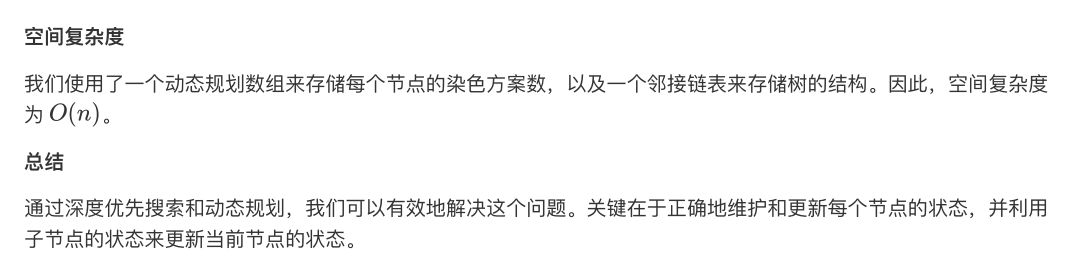 空间复杂度
我们使用了一个动态规划数组来存储每个节点的染色方案数，以及一个邻接链表来存储树的结构。因此，空间复杂度
为 O(n)。
总结
通过深度优先搜索和动态规划，我们可以有效地解决这个问题。关键在于正确地维护和更新每个节点的状态，并利用
子节点的状态来更新当前节点的状态。